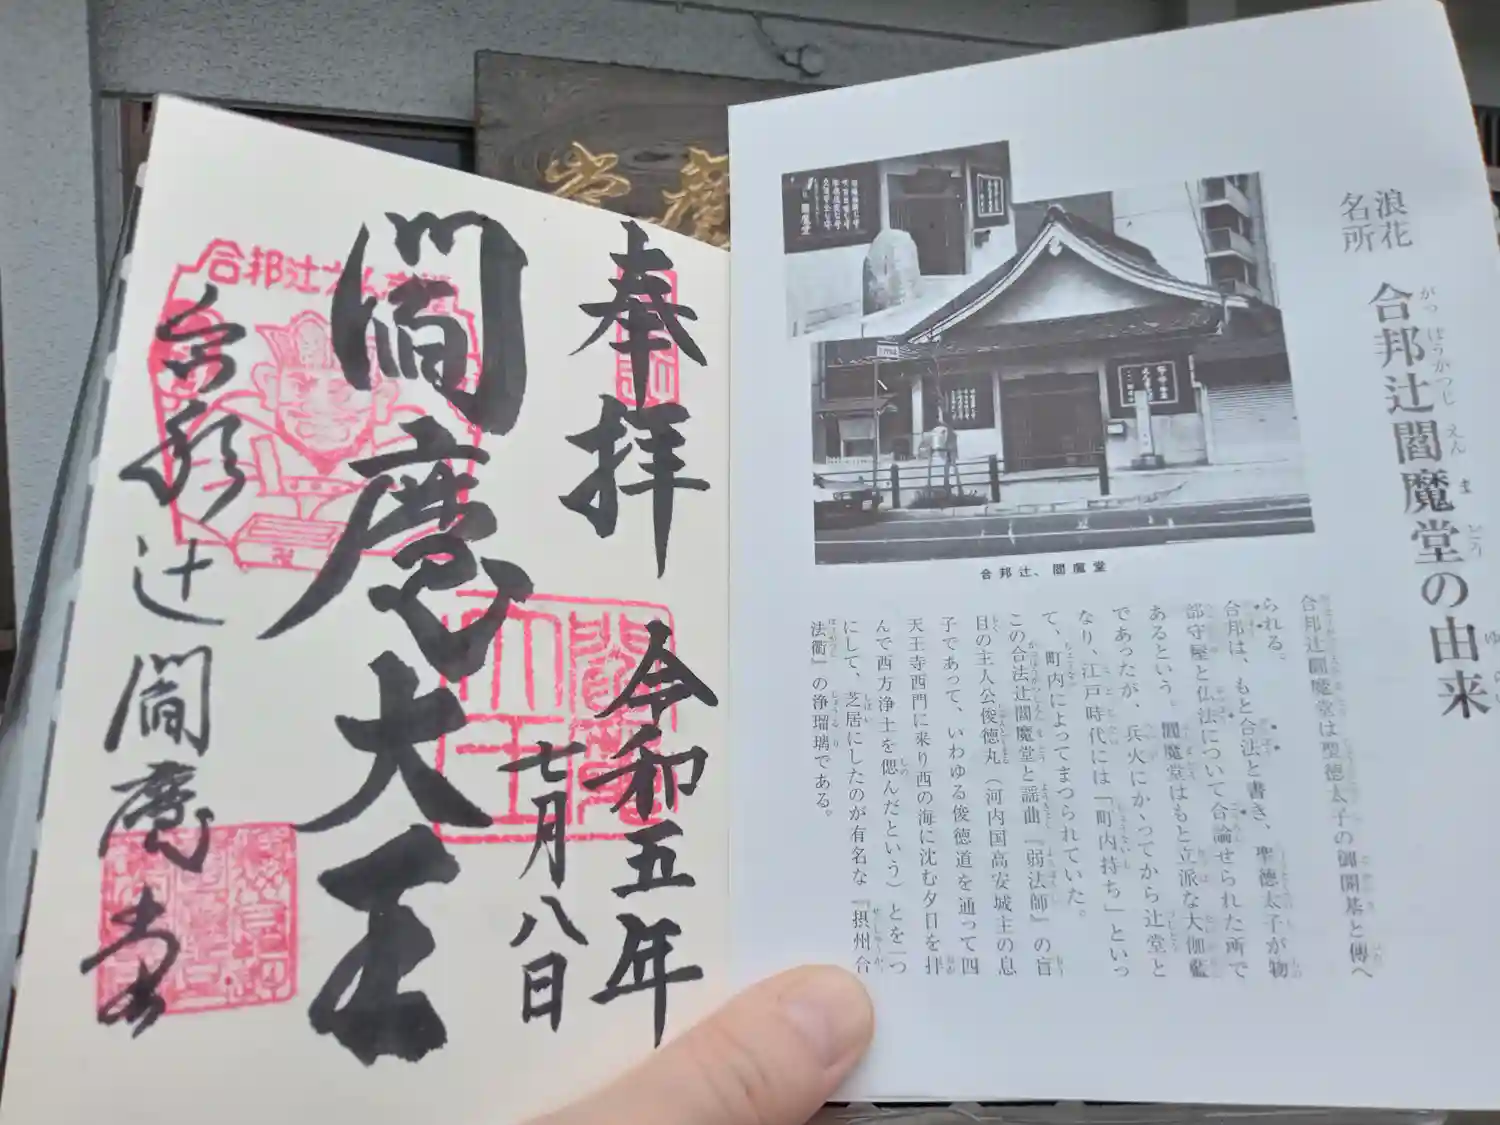 奉拝
令和五年
七月八日
閻魔大王
合邦辻閻魔堂
浪花
名所
合邦辻閻魔堂の由来
合邦辻、閻魔堂
合邦辻閻魔堂は聖徳太子の御開基と傳へ
られる。
合邦は、もと合法と書き、聖徳太子が物
部守屋と仏法について合論せられた所で
あるという。閻魔堂はもと立派な大伽藍
であったが、兵火にかゝつてから辻堂と
なり、江戸時代には「町内持ち」といっ
て、町内によってまつられていた。
この合法辻閻魔堂と謡曲『弱法師』の盲
目の主人公俊徳丸(河内国高安城主の息
子であって、いわゆる俊徳道を通って四
天王寺西門に来り西の海に沈む夕日を拝
んで西方浄土を偲んだという)とを一つ
にして、芝居にしたのが有名な『摂州合
法衢』の浄瑠璃である。